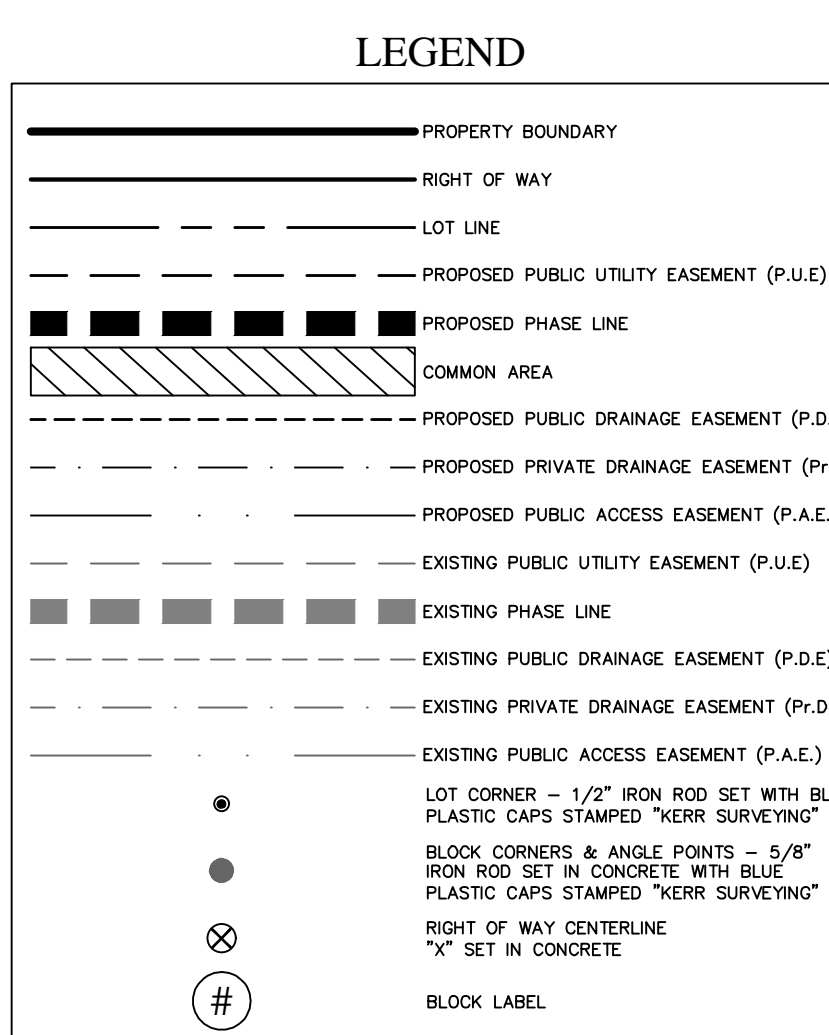 LEGEND
PROPERTY BOUNDARY
RIGHT OF WAY
LOT LINE
PROPOSED PUBLIC UTILITY EASEMENT (P.U.E)
PROPOSED PHASE LINE
COMMON AREA
PROPOSED PUBLIC DRAINAGE EASEMENT (P.D.
PROPOSED PRIVATE DRAINAGE EASEMENT (Pr
PROPOSED PUBLIC ACCESS EASEMENT (P.A.E.
EXISTING PUBLIC UTILITY EASEMENT (P.U.E)
EXISTING PHASE LINE
EXISTING PUBLIC DRAINAGE EASEMENT (P.D.E)
EXISTING PRIVATE DRAINAGE EASEMENT (Pr.D
EXISTING PUBLIC ACCESS EASEMENT (P.A.E.)
LOT CORNER – 1/2" IRON ROD SET WITH BL
PLASTIC CAPS STAMPED "KERR SURVEYING"
BLOCK CORNERS & ANGLE POINTS – 5/8"
IRON ROD SET IN CONCRETE WITH BLUE
PLASTIC CAPS STAMPED "KERR SURVEYING"
RIGHT OF WAY CENTERLINE
"X" SET IN CONCRETE
# BLOCK LABEL